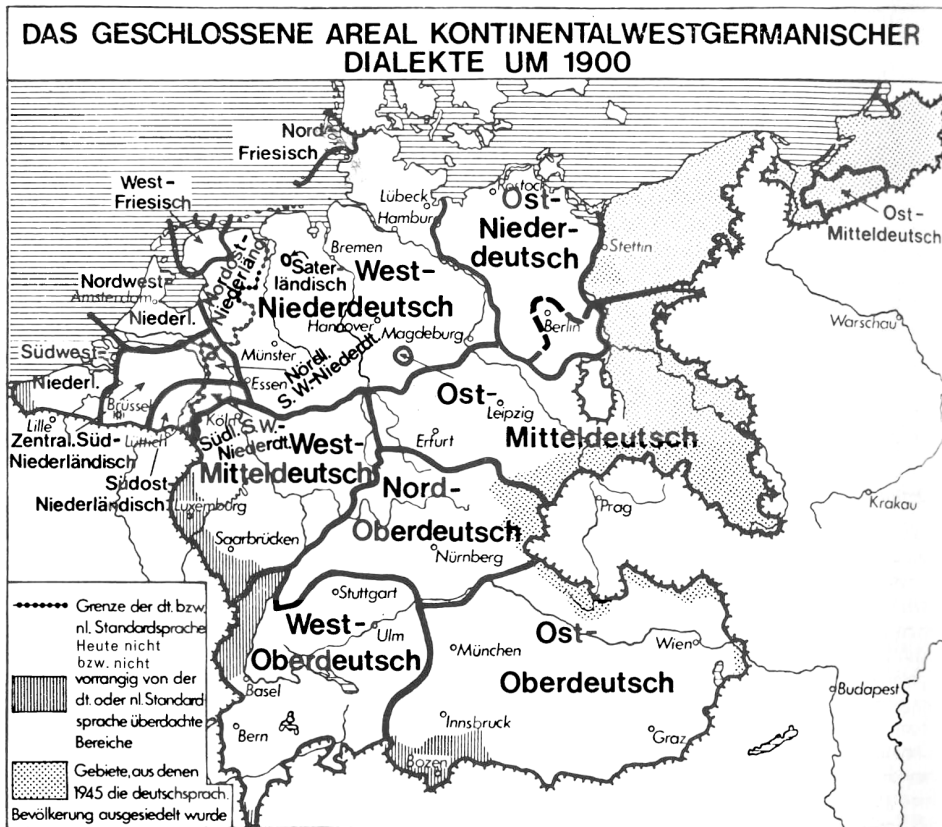 DAS GESCHLOSSENE AREAL KONTINENTALWESTGERMANISCHER
DIALEKTE UM 1900
Nord
Friesisch
West-
Friesisch
Lübeck
Hamburg
Rostock
Ost-
Nieder-
deutsch
Stettin
Ost-
Mitteldeutsch
Bremen
Sater-
ländisch
West-
Niederdeutsch
Nordost-
Niederländ
Nordwest-
Amsterdam
Niederl.
Hannover
Magdeburg
Berlin
Warschau
Münster
Nördl.
S.W.-Niederdt.
Südwest-
Niederl.
Essen
Brüssel
Lille
Zentral.Süd-
Niederländisch
Lüttich
Köln
Südl. S.W.-
Niederdt.
West-
Mitteldeutsch
Ost-
Leipzig
Erfurt
Mitteldeutsch
Südost-
Niederländisch
Luxemburg
Nord-
Oberdeutsch
Prag
Krakau
Saarbrücken
Nürnberg
Stuttgart
West-
Ulm
Oberdeutsch
Ost-
München
Wien
Oberdeutsch
Basel
Bern
Innsbruck
Bozen
Graz
Budapest
Grenze der dt. bzw.
nl. Standardsprache
Heute nicht
bzw. nicht
vorrangig von der
dt. oder nl. Standard-
sprache überdachte
Bereiche
Gebiete, aus denen
1945 die deutschsprach.
Bevölkerung ausgesiedelt wurde